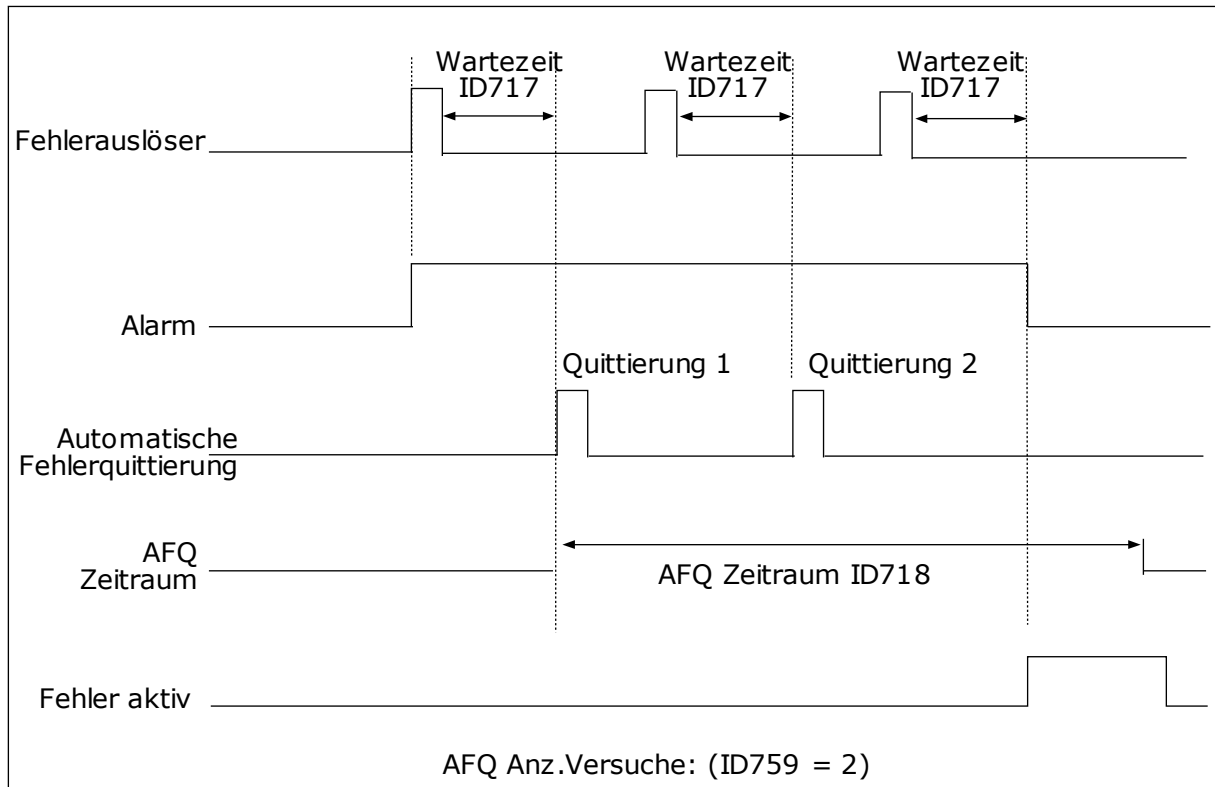 Wartezeit
ID717
Wartezeit
ID717
Wartezeit
ID717
Fehlerauslöser
Alarm
Quittierung 1
Quittierung 2
Automatische
Fehlerquittierung
AFQ
Zeitraum
AFQ Zeitraum ID718
Fehler aktiv
AFQ Anz.Versuche: (ID759 = 2)